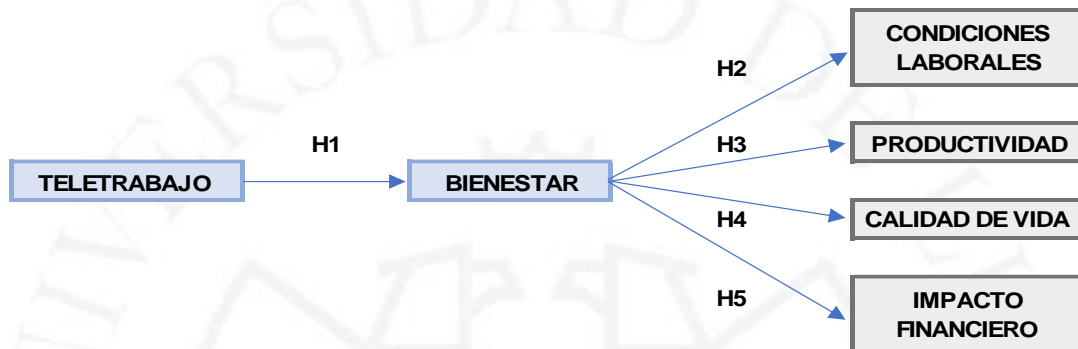 CONDICIONES
LABORALES
H2
H1
H3
PRODUCTIVIDAD
TELETRABAJO
BIENESTAR
H4
CALIDAD DE VIDA
H5
IMPACTO
FINANCIERO